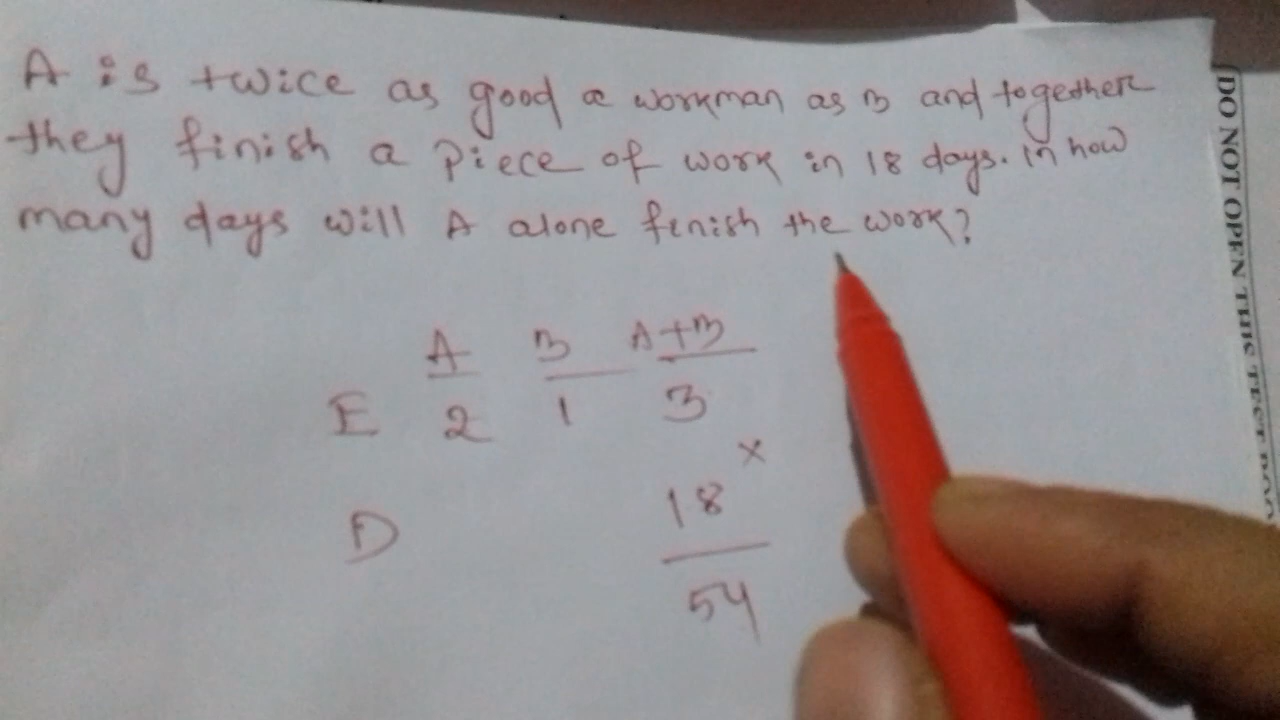 A is twice as good a workman as B and together
they finish a piece of work in 18 days. In how
many days will A alone finish the work?
A B A+B
E 2 1 3
×
D 18
54
DO NOT OPEN THIS TEST